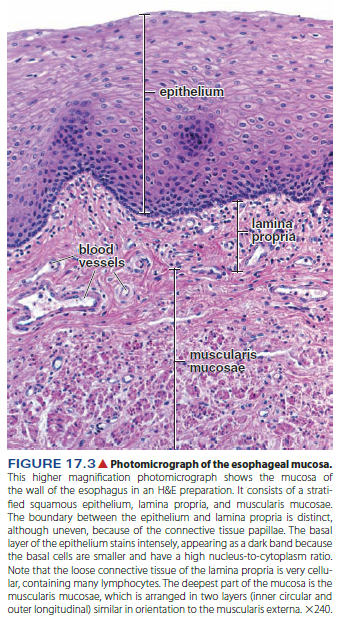 epithelium
lamina
propria
blood
vessels
muscularis
mucosae
FIGURE 17.3 ▲ Photomicrograph of the esophageal mucosa.
This higher magnification photomicrograph shows the mucosa of
the wall of the esophagus in an H&E preparation. It consists of a strati-
fied squamous epithelium, lamina propria, and muscularis mucosae.
The boundary between the epithelium and lamina propria is distinct,
although uneven, because of the connective tissue papillae. The basal
layer of the epithelium stains intensely, appearing as a dark band because
the basal cells are smaller and have a high nucleus-to-cytoplasm ratio.
Note that the loose connective tissue of the lamina propria is very cellu-
lar, containing many lymphocytes. The deepest part of the mucosa is the
muscularis mucosae, which is arranged in two layers (inner circular and
outer longitudinal) similar in orientation to the muscularis externa. ×240.